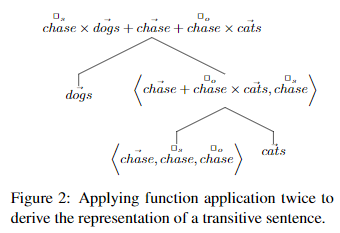 □s □o
chase × dogs + chase + chase × cats
□o □s
dogs ⟨chase + chase × cats, chase⟩
□s □o
⟨chase, chase, chase⟩ cats
Figure 2: Applying function application twice to
derive the representation of a transitive sentence.